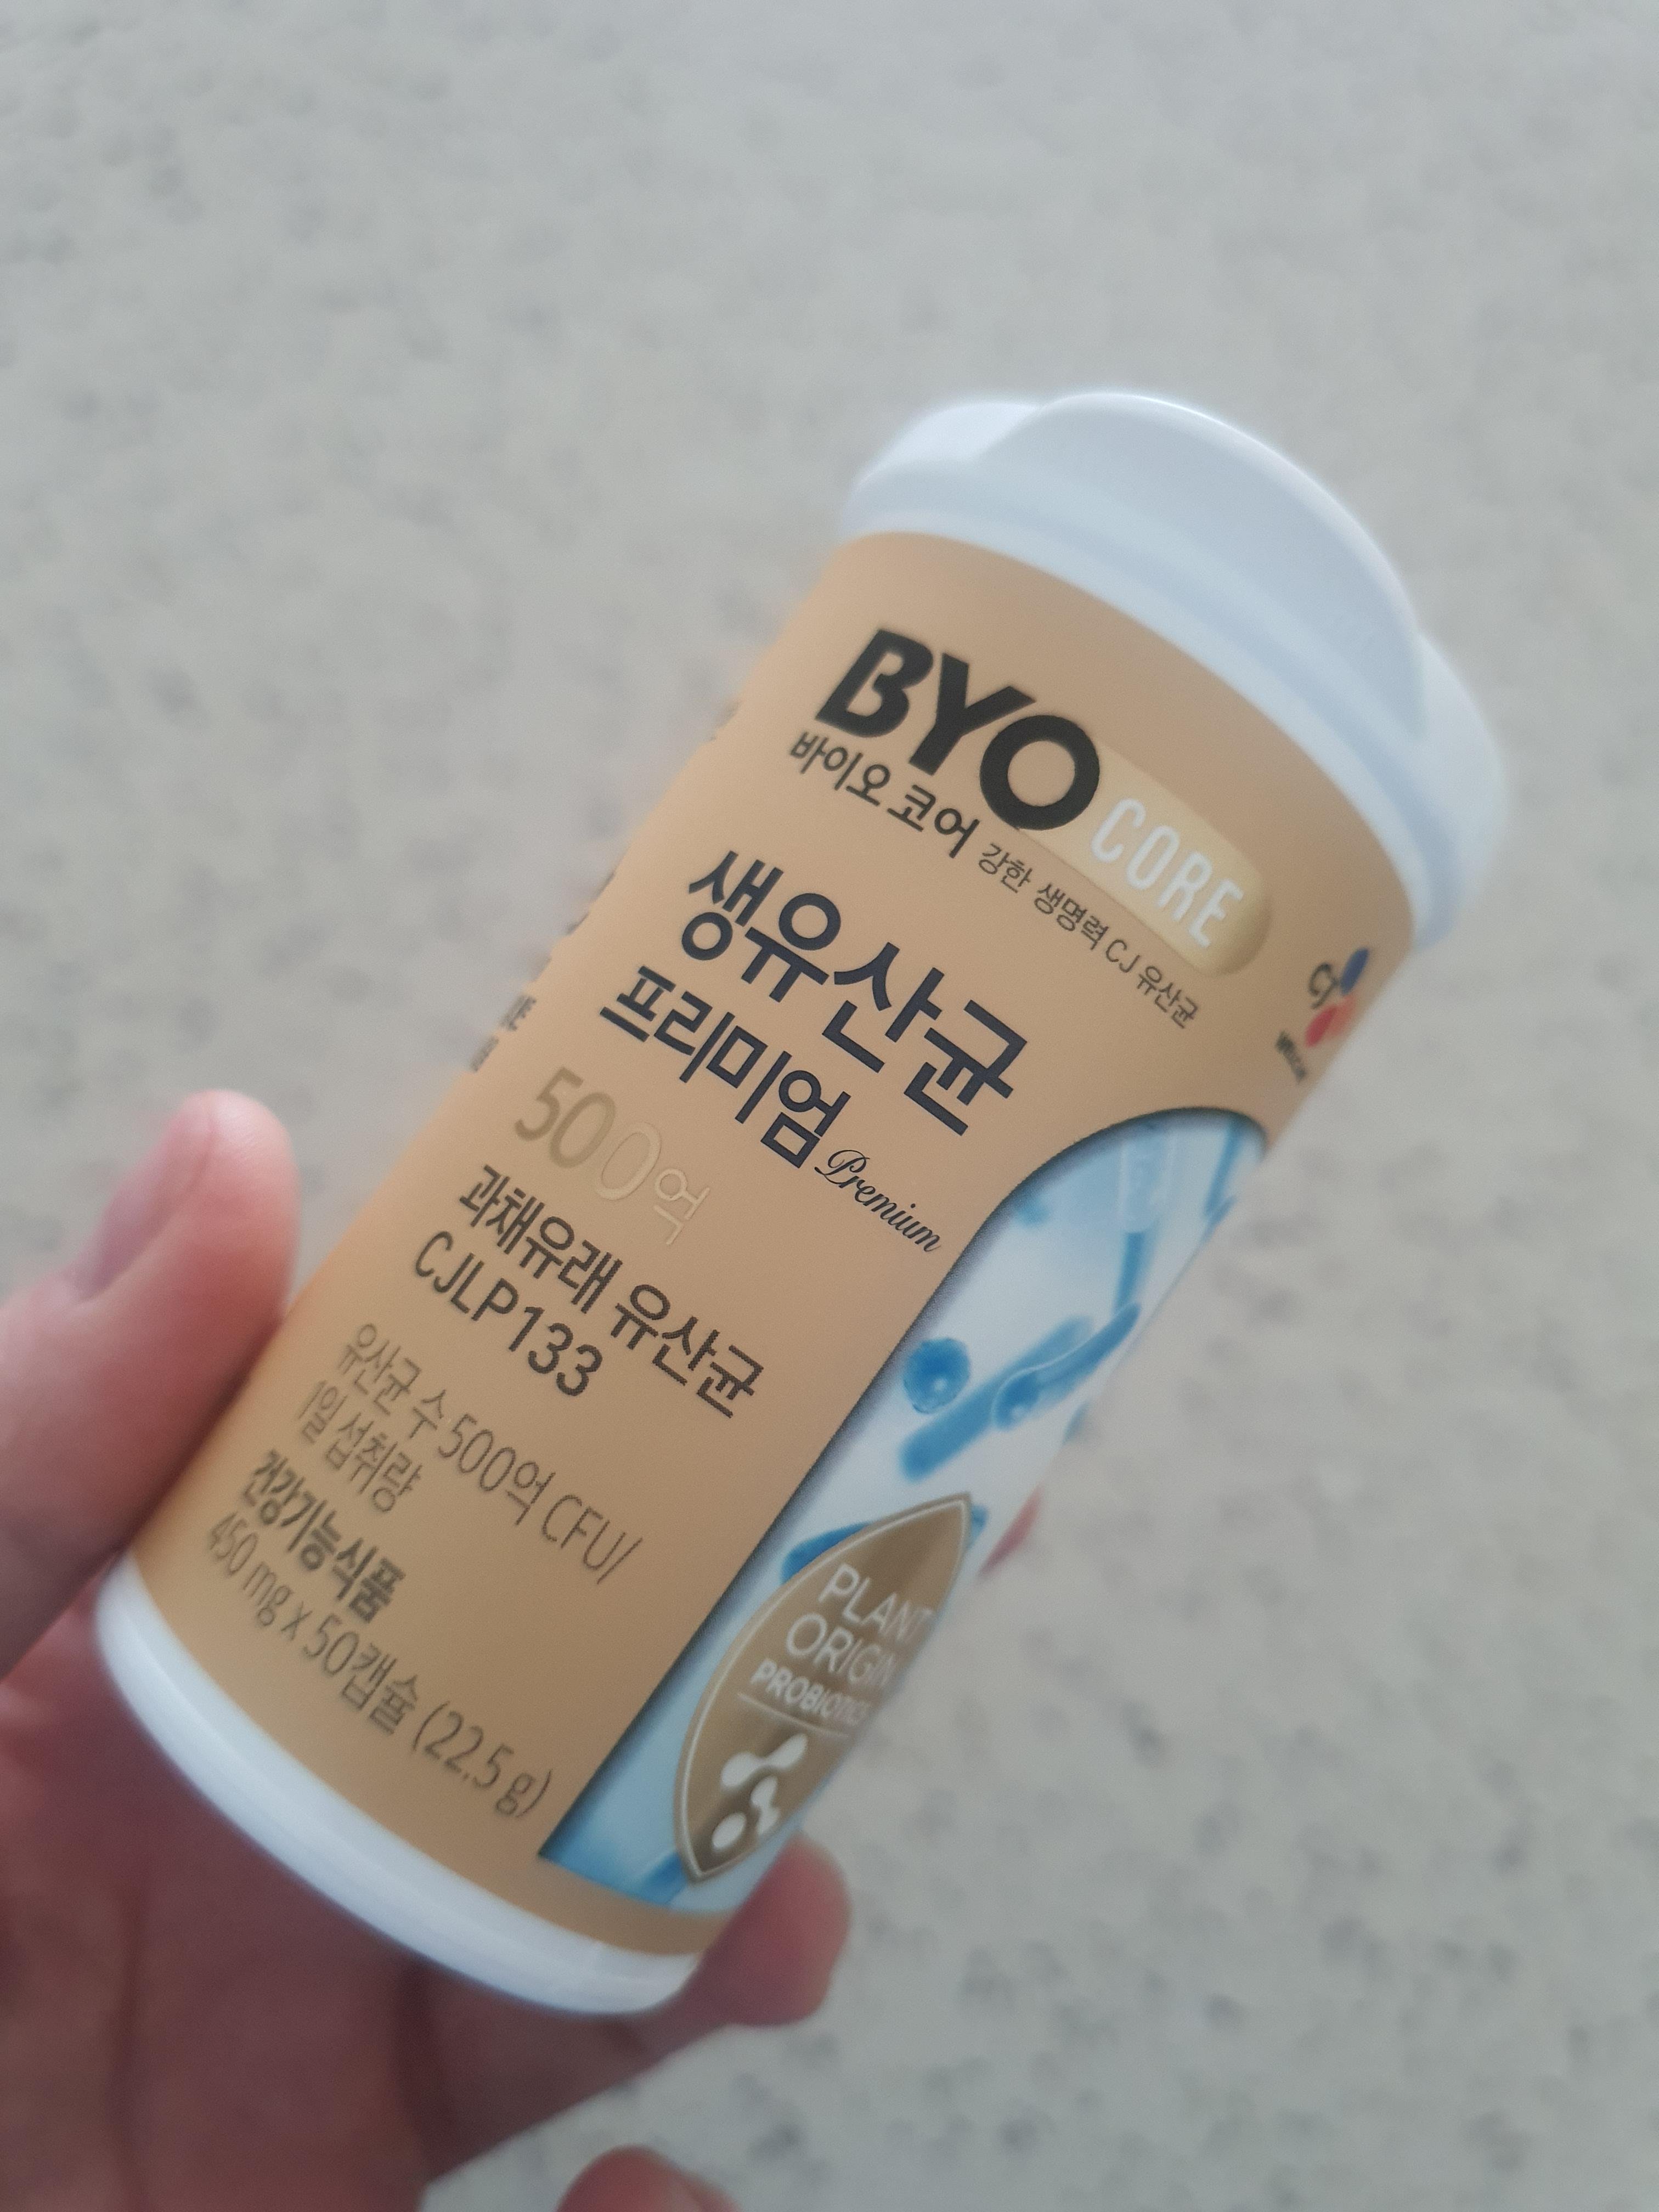 BYO CORE
바이오 코어 강한 생명력 CJ 유산균
CJ
WELLCARE
생유산균
프리미엄 Premium
500억
과채유래 유산균
CJLP133
유산균 수 500억 CFU/
1일 섭취량
건강기능식품
450 mg x 50캡슐 (22.5 g)
PLANT
ORIGIN
PROBIOTICS